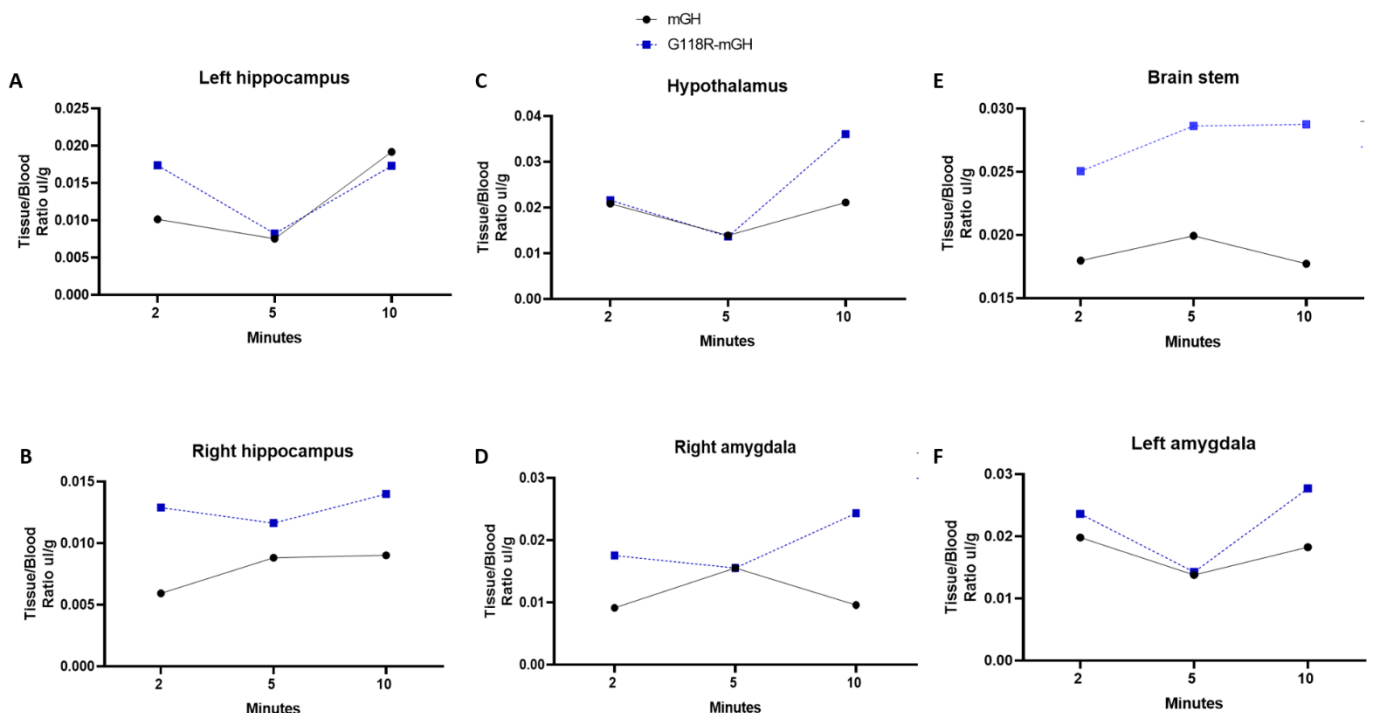 mGH
G118R-mGH
A
Left hippocampus
0.025
0.020
0.015
0.010
0.005
0.000
Tissue/Blood
Ratio ul/g
2
5
10
Minutes
C
Hypothalamus
0.04
0.03
0.02
0.01
0.00
Tissue/Blood
Ratio ul/g
2
5
10
Minutes
E
Brain stem
0.030
0.025
0.020
0.015
Tissue/Blood
Ratio ul/g
2
5
10
Minutes
B
Right hippocampus
0.015
0.010
0.005
0.000
Tissue/Blood
Ratio ul/g
2
5
10
Minutes
D
Right amygdala
0.03
0.02
0.01
0.00
Tissue/Blood
Ratio ul/g
2
5
10
Minutes
F
Left amygdala
0.03
0.02
0.01
0.00
Tissue/Blood
Ratio ul/g
2
5
10
Minutes